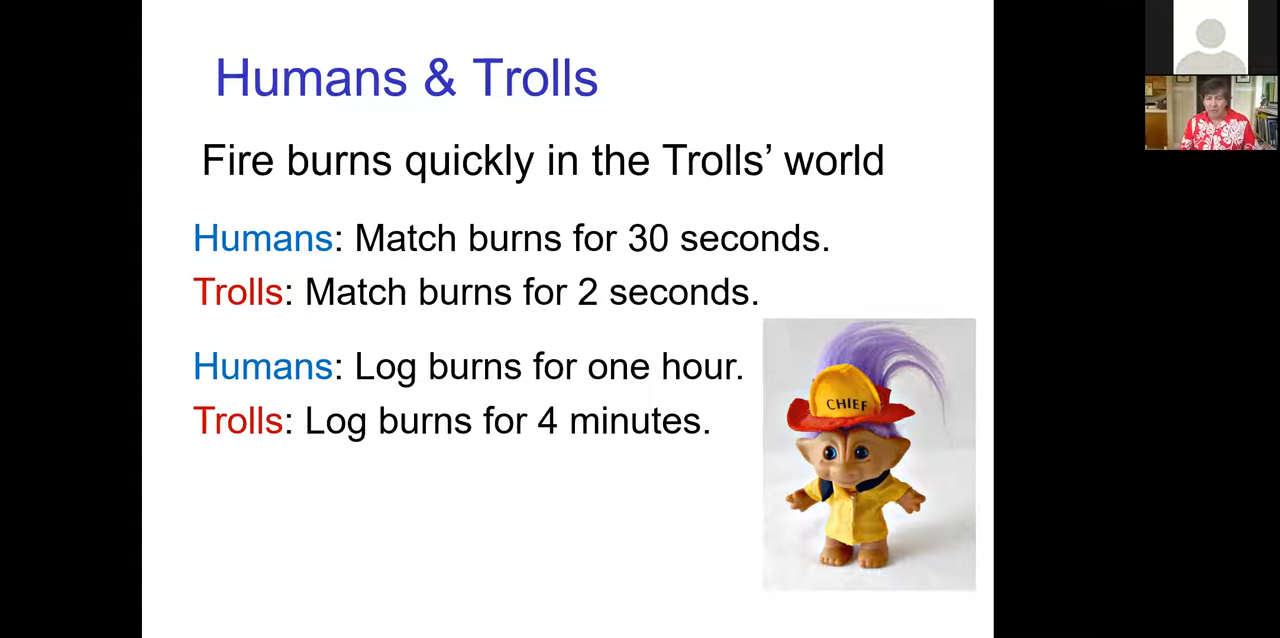 Humans & Trolls
Fire burns quickly in the Trolls’ world
Humans: Match burns for 30 seconds.
Trolls: Match burns for 2 seconds.
Humans: Log burns for one hour.
Trolls: Log burns for 4 minutes.
CHIEF